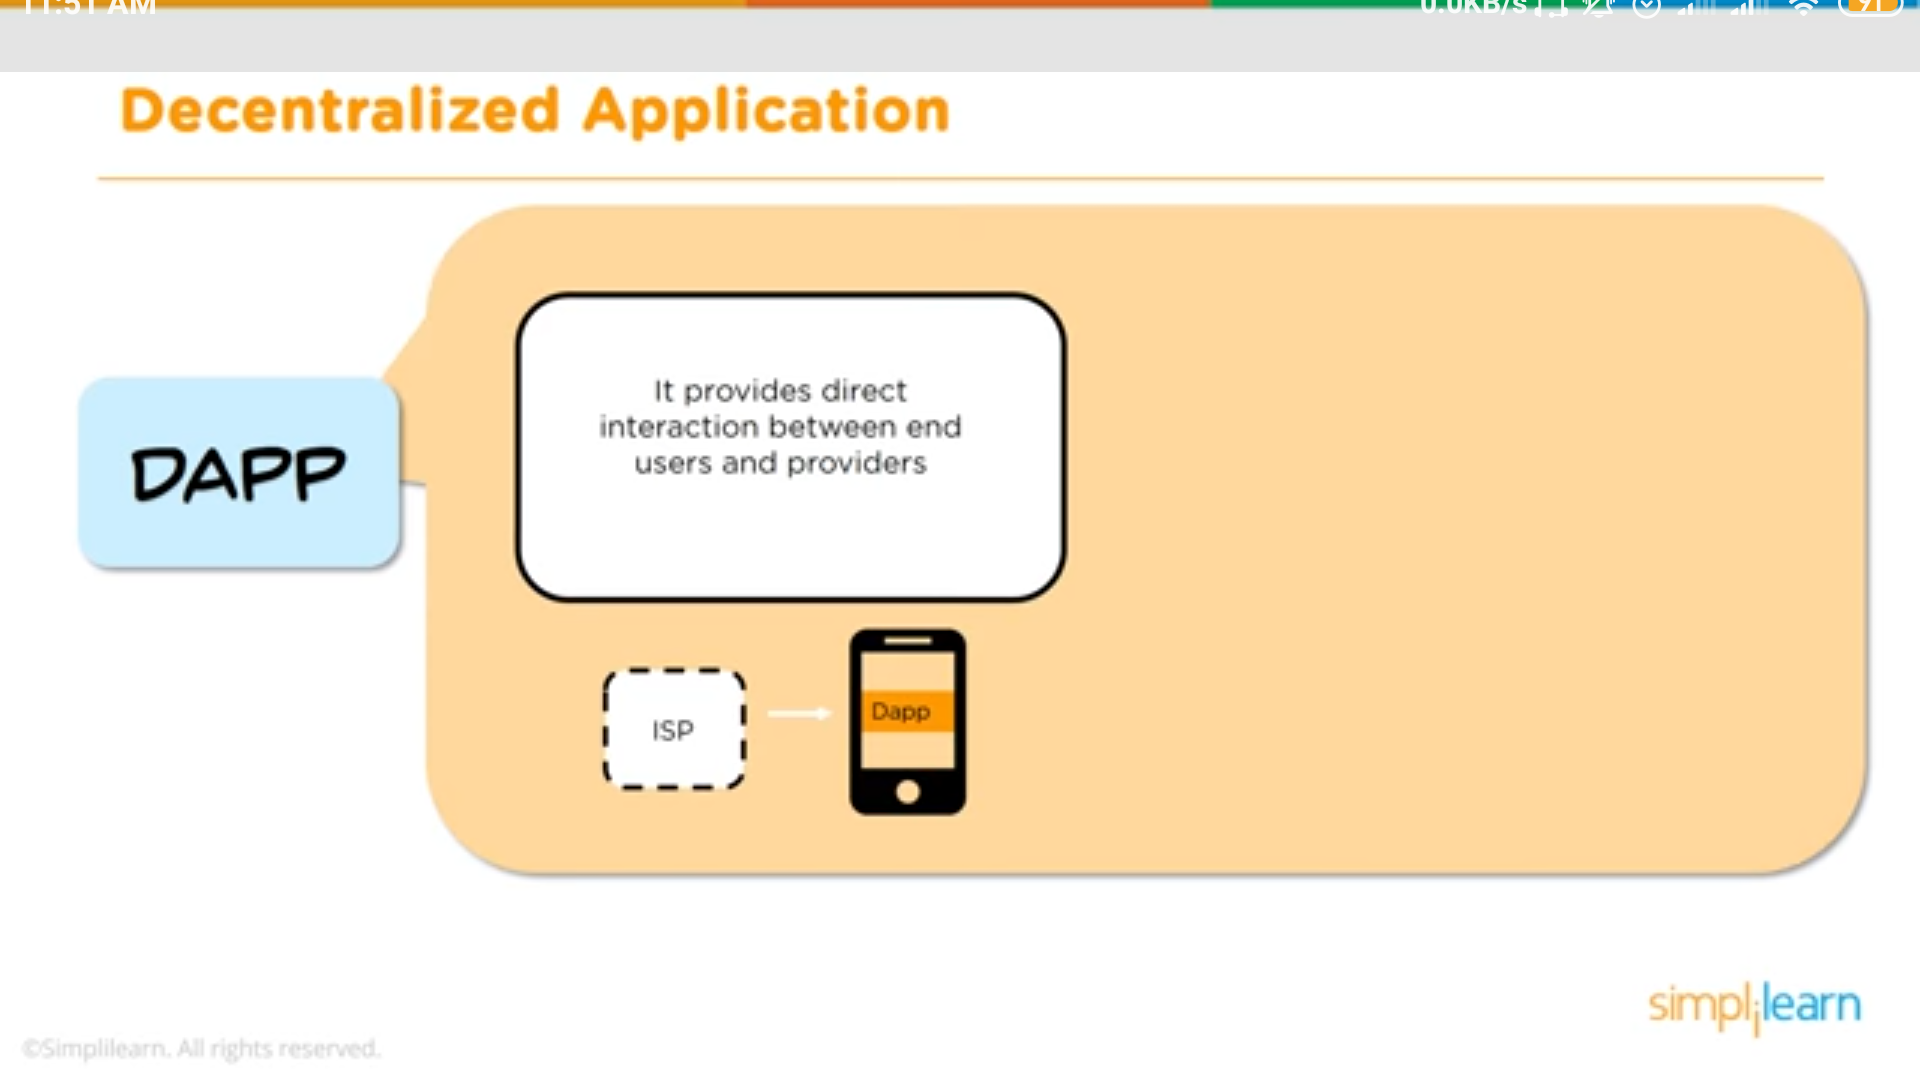 11:51 AM
0.0KB/s
91
Decentralized Application
It provides direct
interaction between end
users and providers
DAPP
ISP
Dapp
simplilearn
©Simplilearn. All rights reserved.